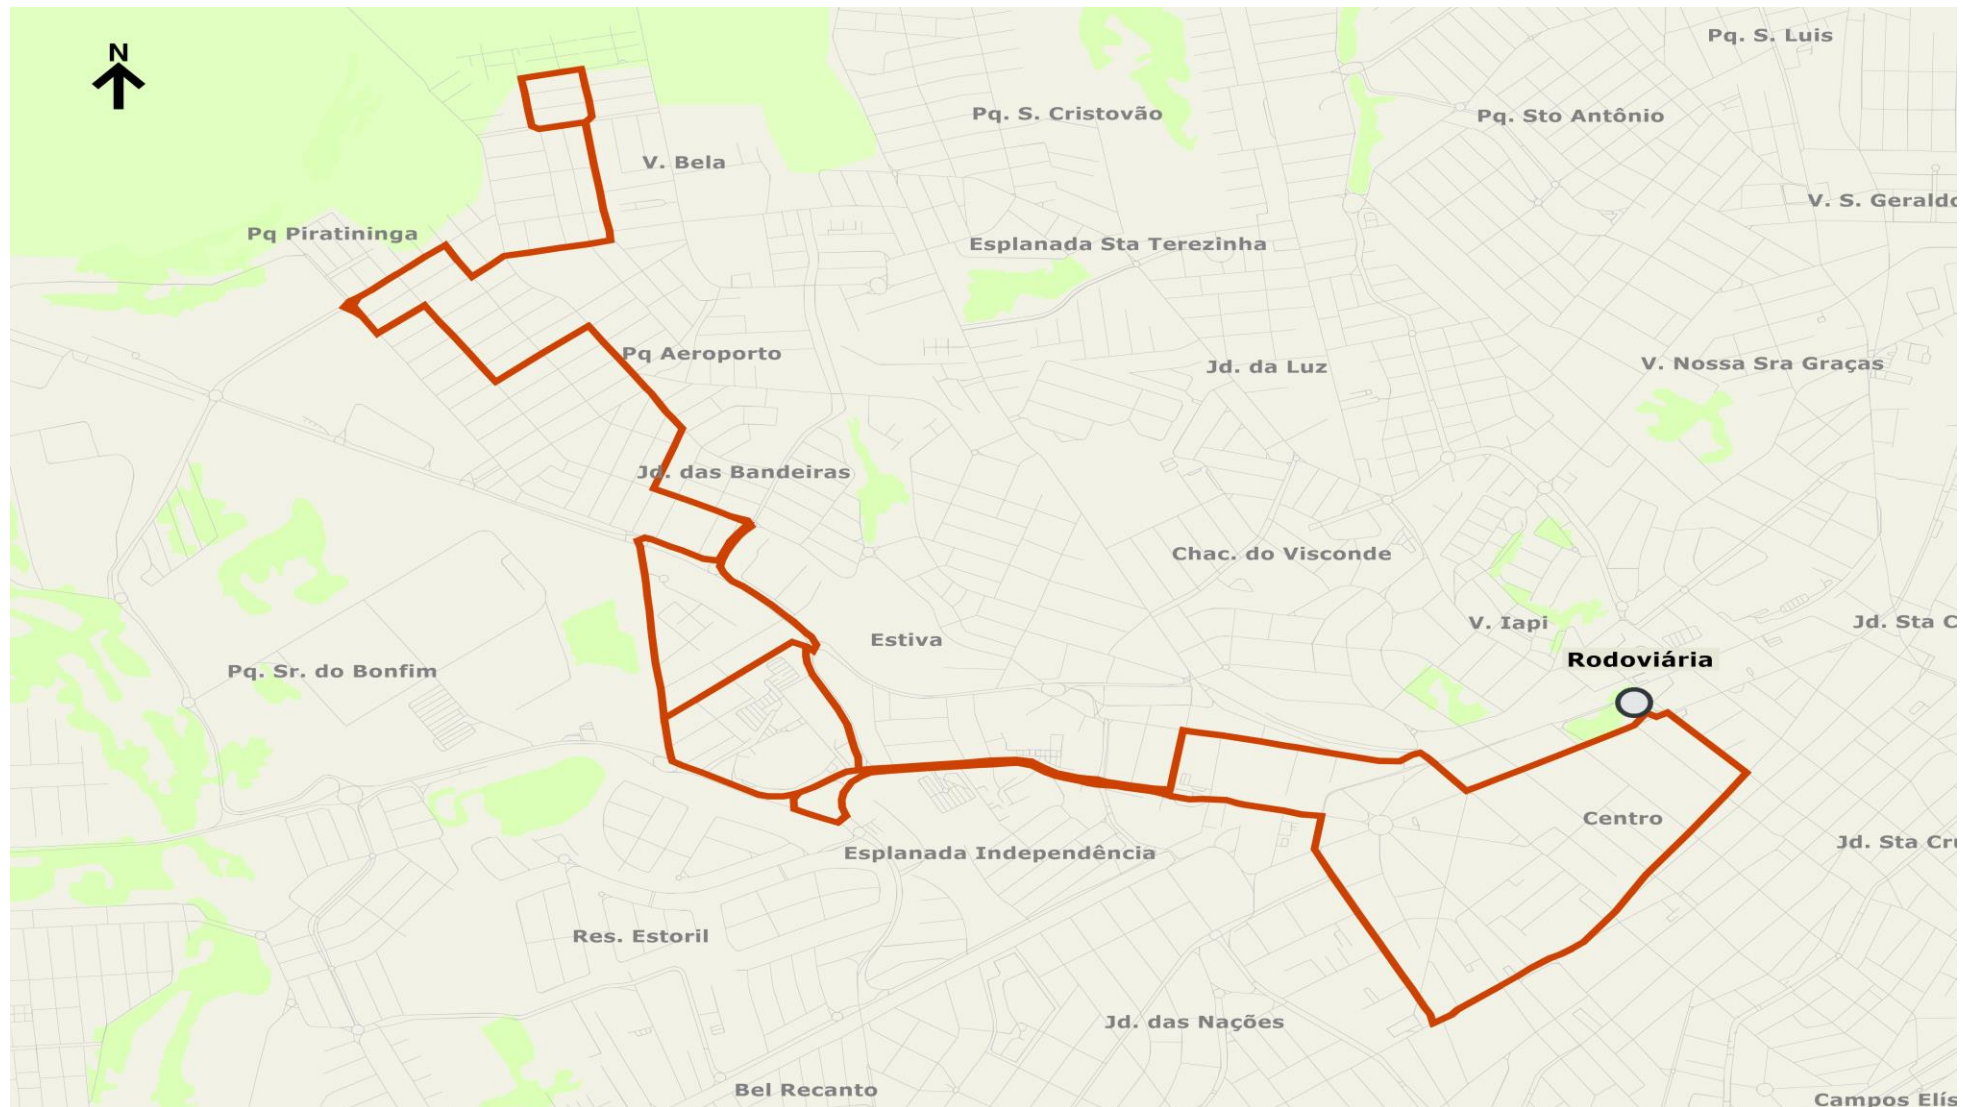 Pq. S. Luis
N
Pq. S. Cristovão
Pq. Sto Antônio
V. Bela
V. S. Geraldo
Pq Piratininga
Esplanada Sta Terezinha
Pq Aeroporto
Jd. da Luz
V. Nossa Sra Graças
Jd. das Bandeiras
Chac. do Visconde
V. Iapi
Jd. Sta C
Estiva
Rodoviária
Pq. Sr. do Bonfim
Centro
Jd. Sta Cru
Esplanada Independência
Res. Estoril
Jd. das Nações
Bel Recanto
Campos Elís